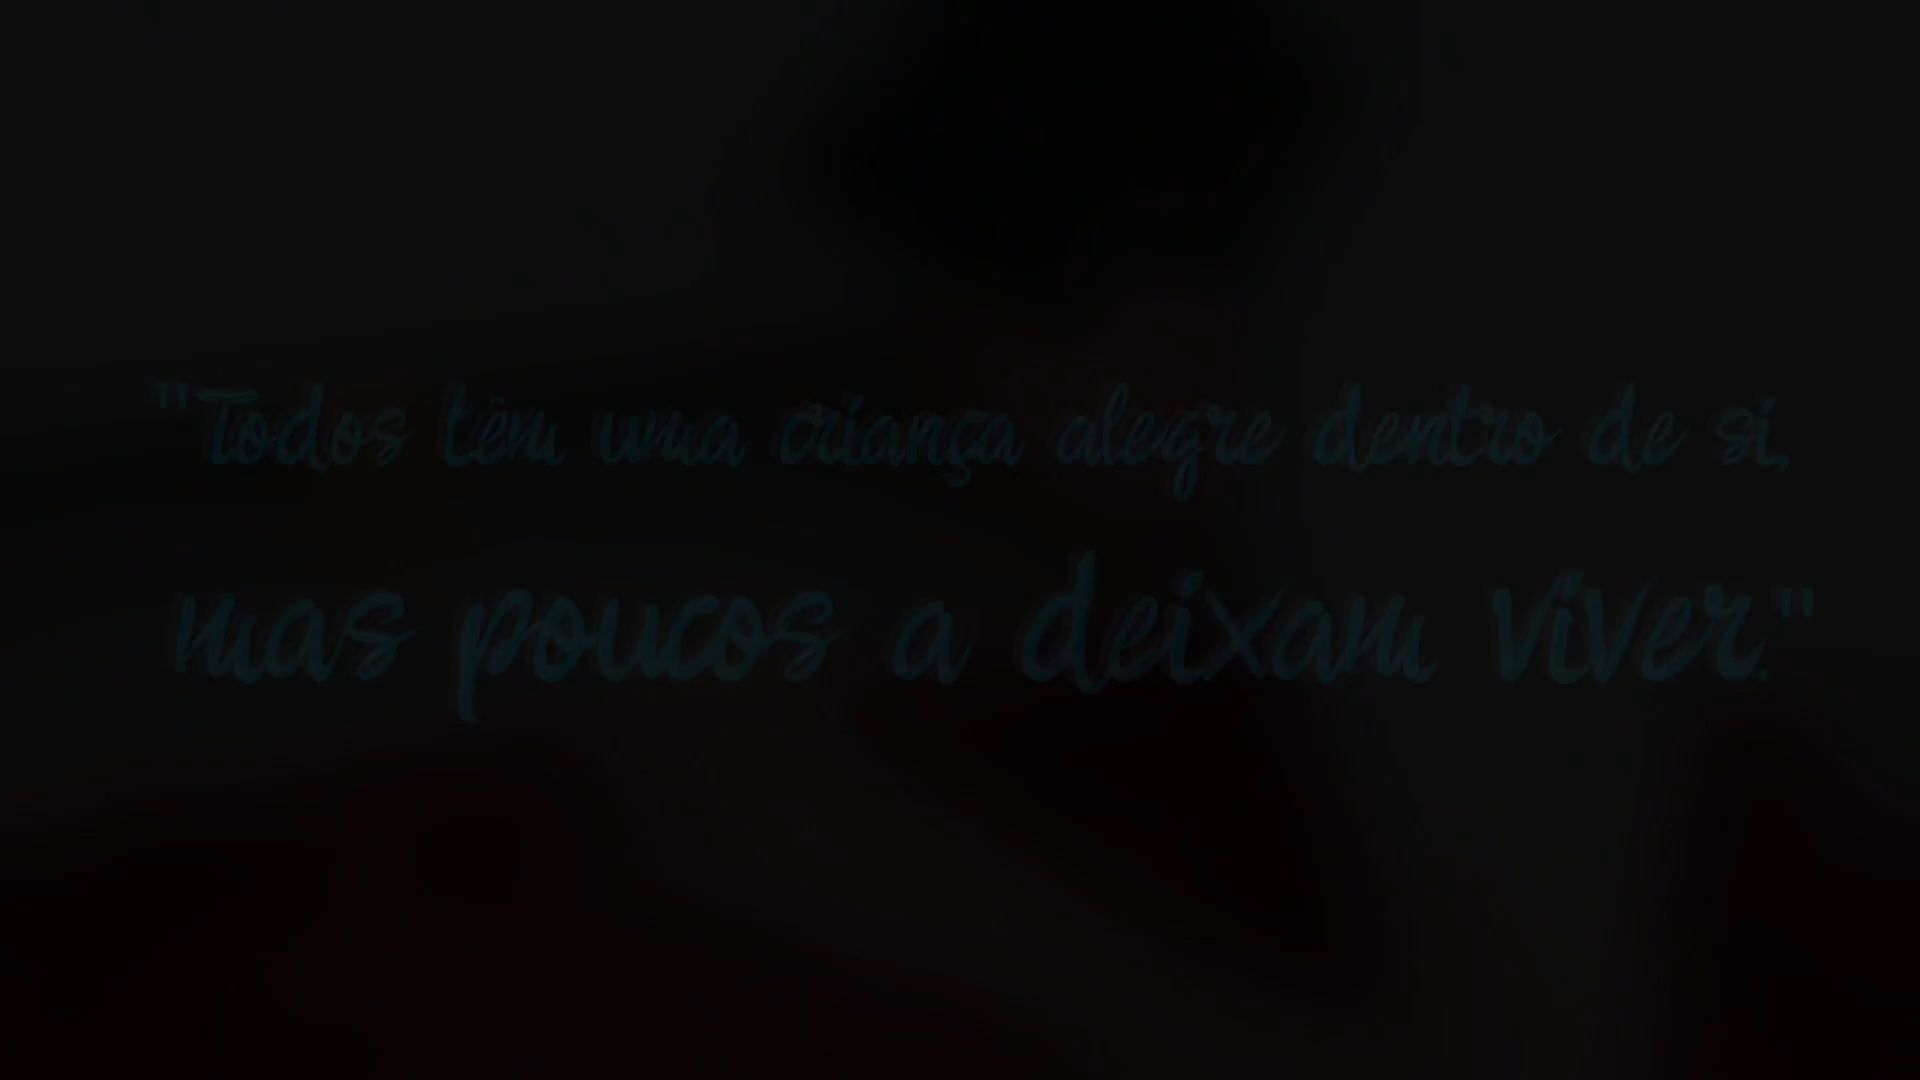 "Todos têm uma criança alegre dentro de si,
mas poucos a deixam viver."